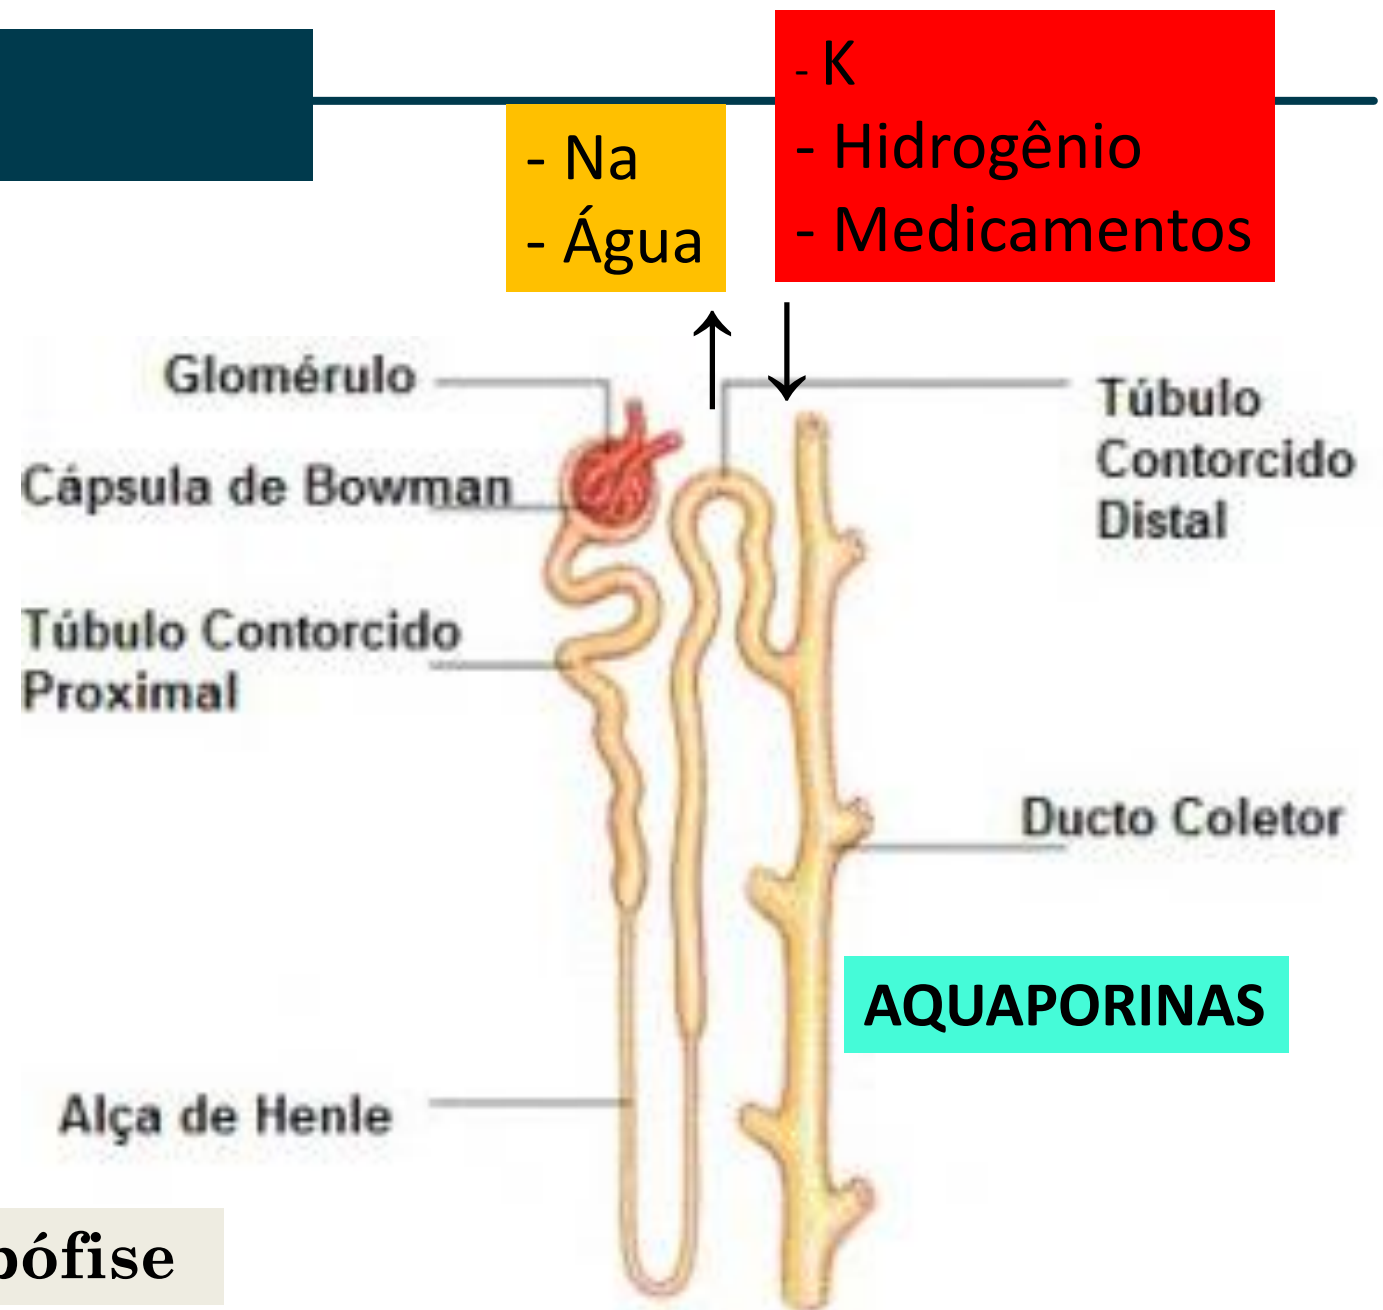 - K
- Hidrogênio
- Medicamentos
- Na
- Água
Glomérulo
Cápsula de Bowman
Túbulo Contorcido
Proximal
Túbulo
Contorcido
Distal
Ducto Coletor
AQUAPORINAS
Alça de Henle